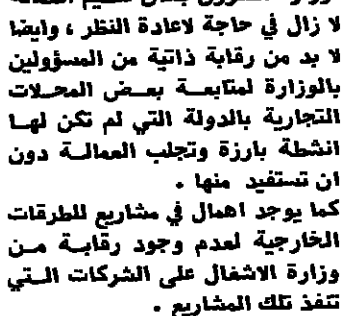 لا زال في حاجة لاعادة النظر ، وايضا
لا بد من رقابة ذاتية من المسؤولين
بالوزارة لمتابعة بعض المحلات
التجارية بالدولة التي لم تكن لها
انشطة بارزة وتجلب العمالة دون
ان تستفيد منها .
كما يوجد اهمال في مشاريع للطرقات
الخارجية لعدم وجود رقابة من
وزارة الاشغال على الشركات التي
تنفذ تلك المشاريع .